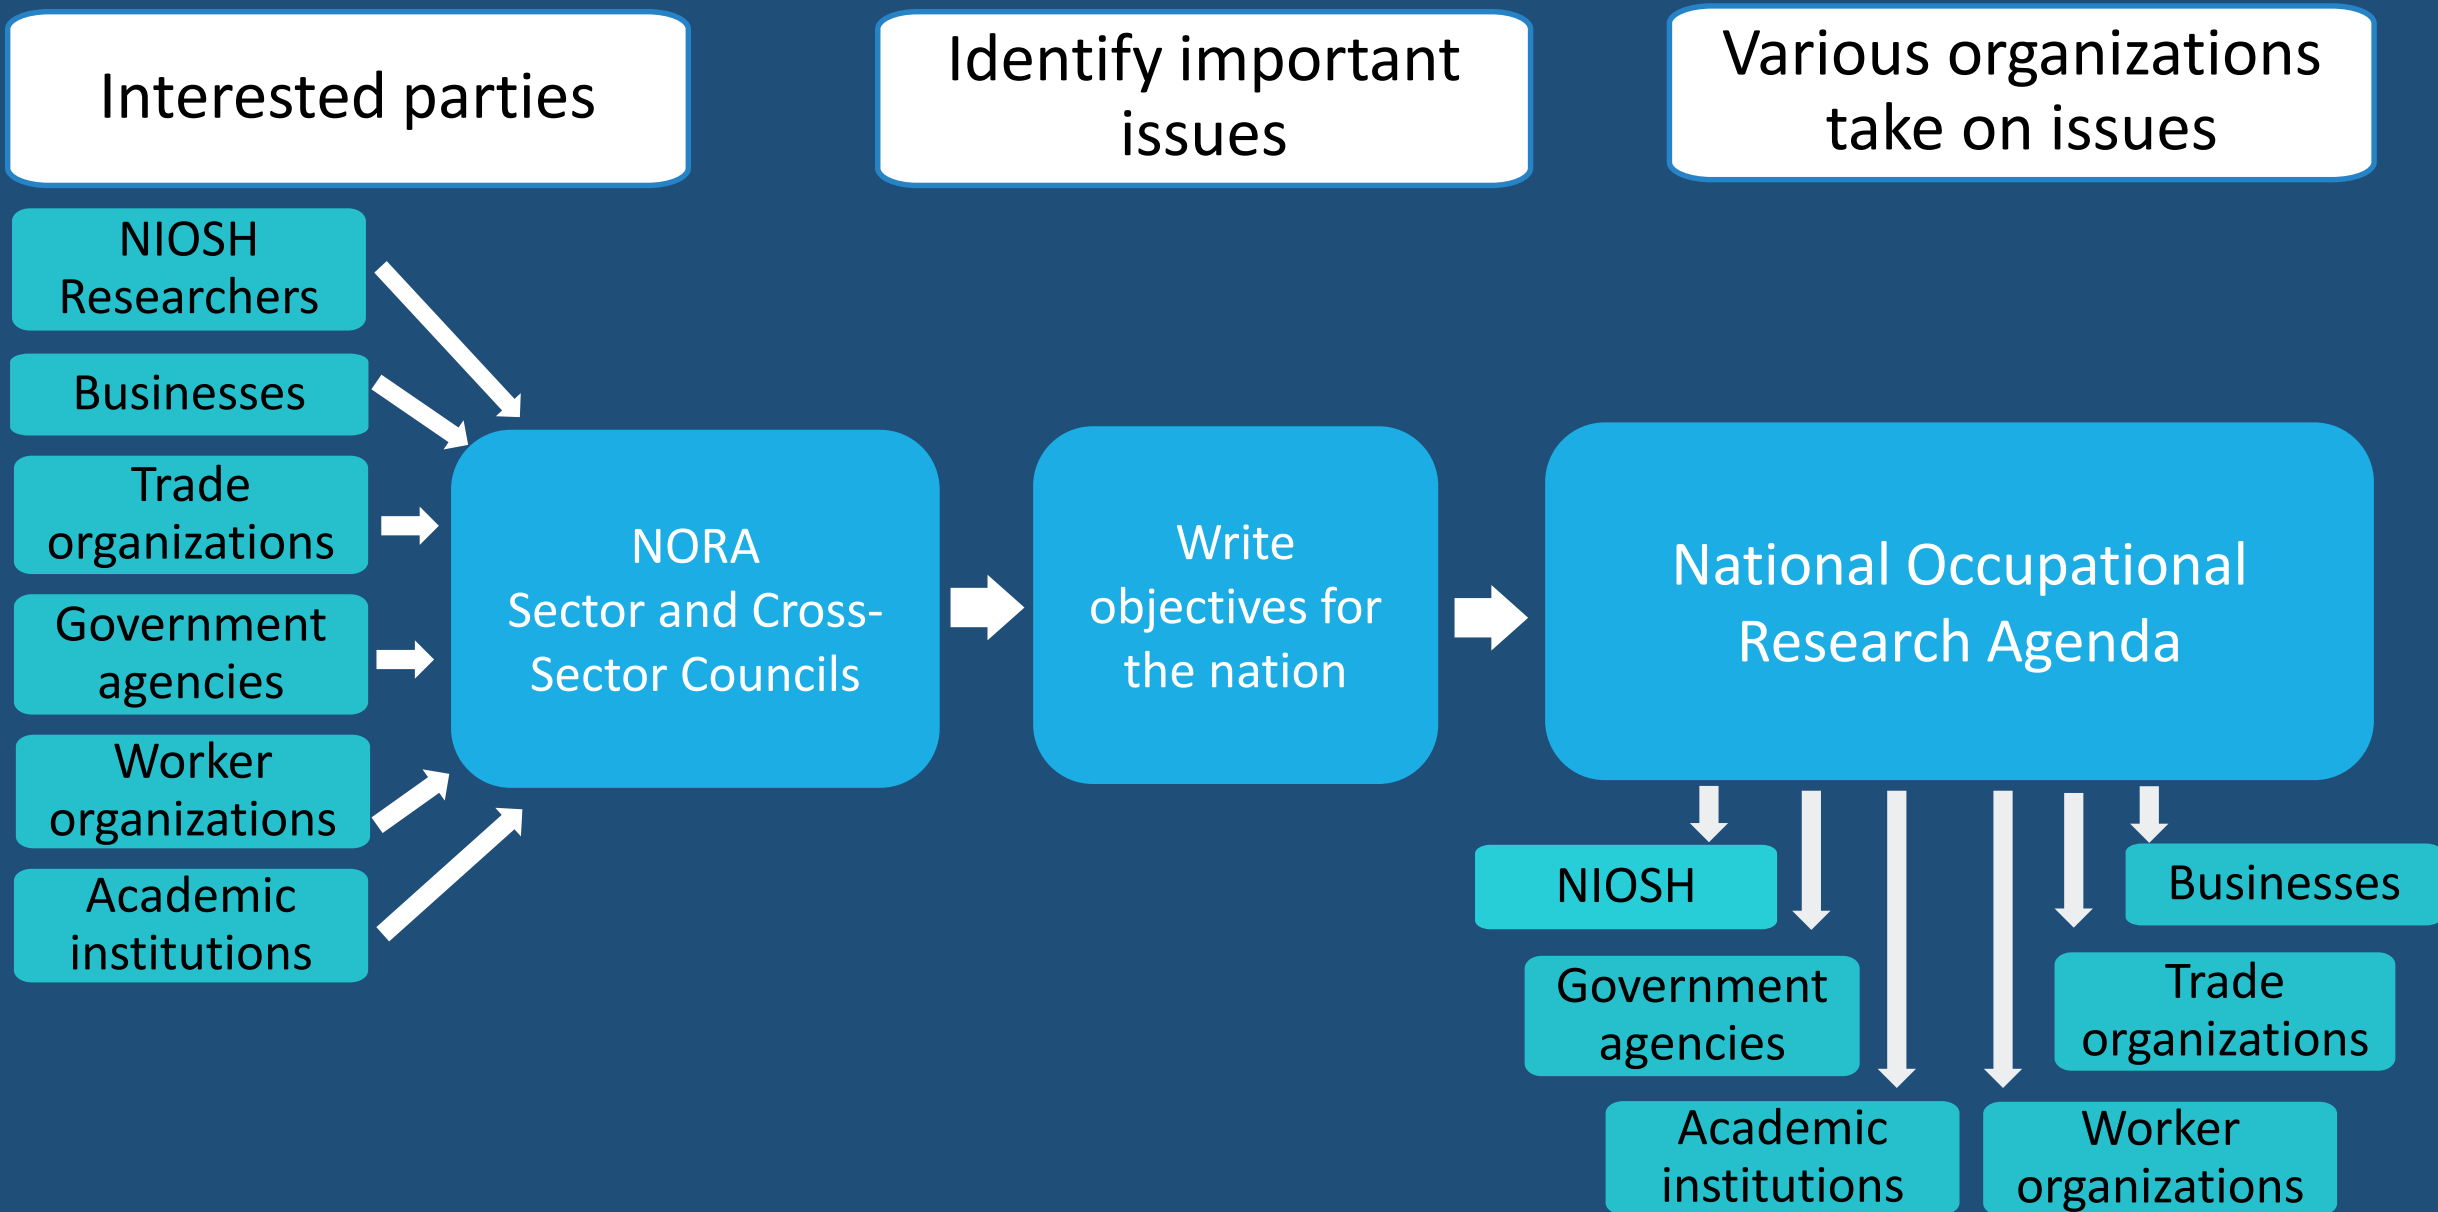 Interested parties
Identify important
issues
Various organizations
take on issues
NIOSH
Researchers
Businesses
Trade
organizations
Government
agencies
Worker
organizations
Academic
institutions
NORA
Sector and Cross-
Sector Councils
Write
objectives for
the nation
National Occupational
Research Agenda
NIOSH
Government
agencies
Academic
institutions
Worker
organizations
Trade
organizations
Businesses